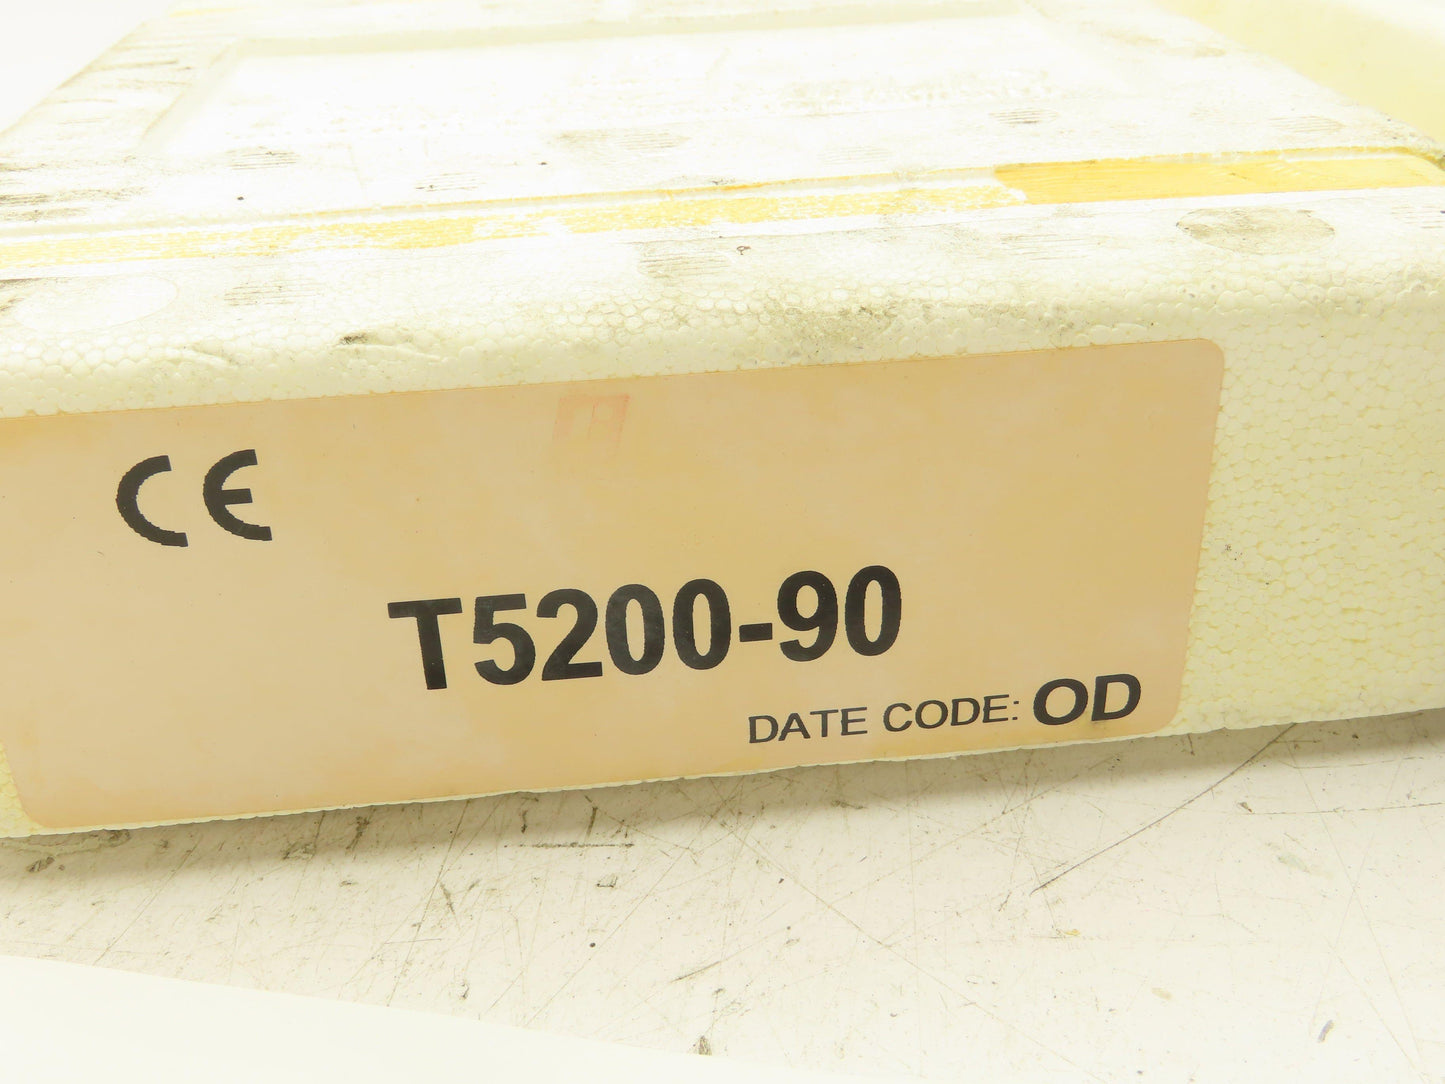 CE
T5200-90
DATE CODE: OD